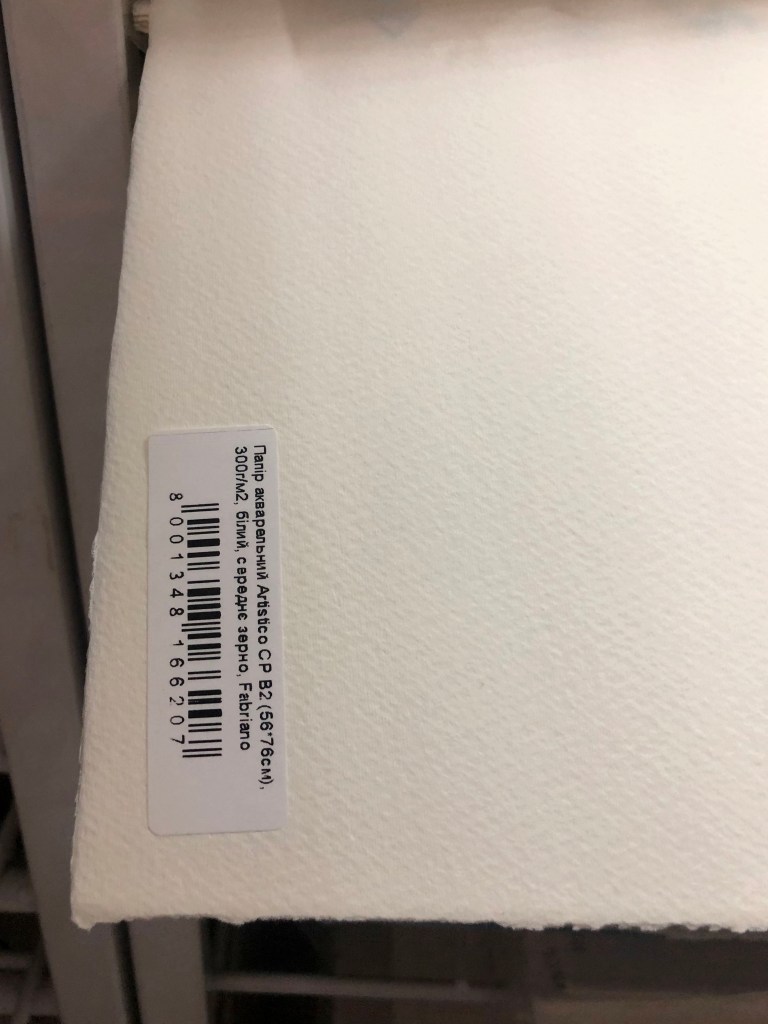 Папір акварельний Artistico CP B2 (56*76см),
300г/м2, білий, середнє зерно, Fabriano
8 001348 166207